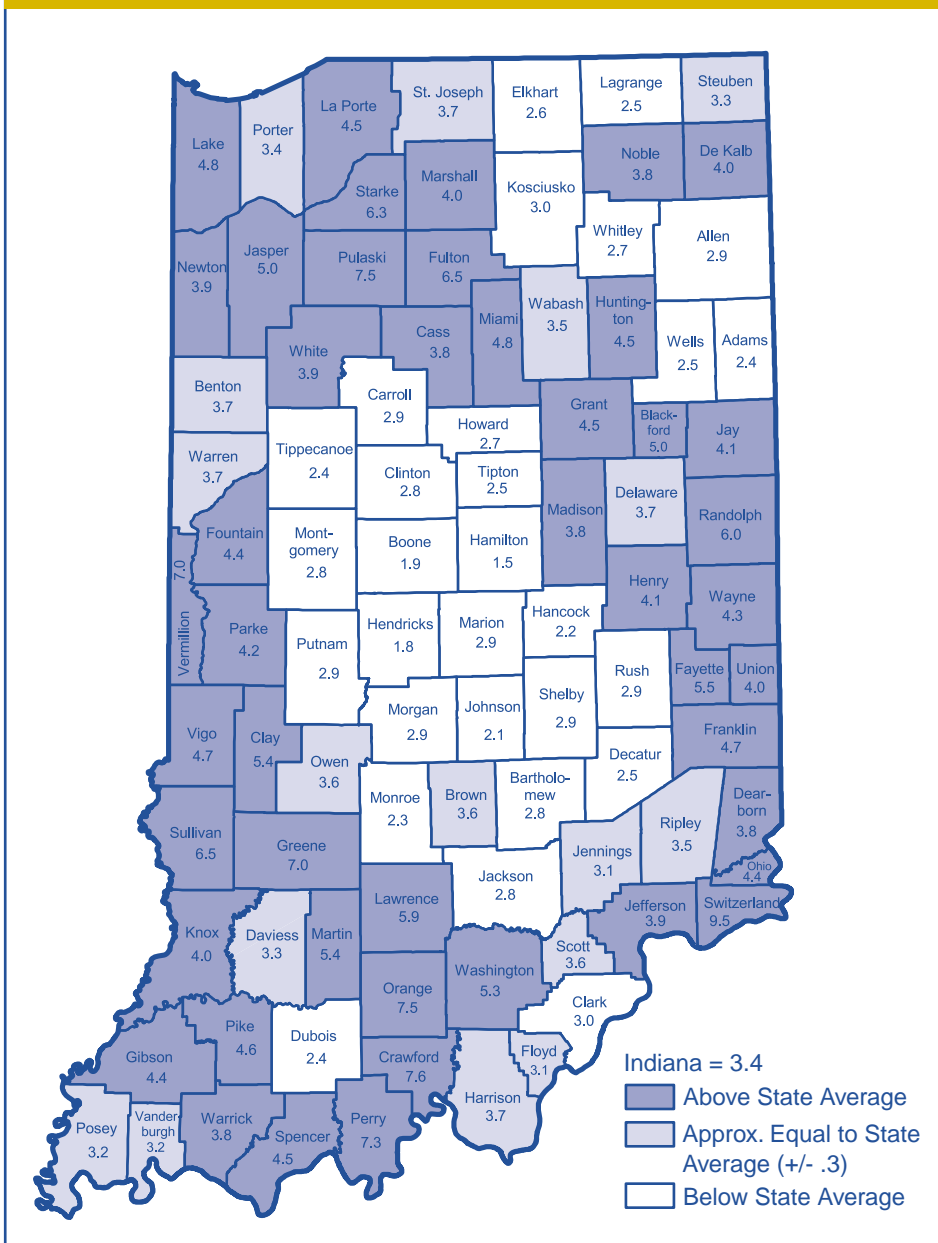 Lake
4.8
Porter
3.4
La Porte
4.5
St. Joseph
3.7
Elkhart
2.6
Lagrange
2.5
Steuben
3.3
Starke
6.3
Marshall
4.0
Kosciusko
3.0
Noble
3.8
De Kalb
4.0
Whitley
2.7
Allen
2.9
Newton
3.9
Jasper
5.0
Pulaski
7.5
Fulton
6.5
White
3.9
Cass
3.8
Miami
4.8
Wabash
3.5
Hunting-
ton
4.5
Wells
2.5
Adams
2.4
Benton
3.7
Carroll
2.9
Howard
2.7
Grant
4.5
Black-
ford
5.0
Jay
4.1
Warren
3.7
Tippecanoe
2.4
Clinton
2.8
Tipton
2.5
Madison
3.8
Delaware
3.7
Randolph
6.0
Fountain
4.4
Mont-
gomery
2.8
Boone
1.9
Hamilton
1.5
Henry
4.1
Wayne
4.3
7.0
Vermillion
Parke
4.2
Putnam
2.9
Hendricks
1.8
Marion
2.9
Hancock
2.2
Rush
2.9
Fayette
5.5
Union
4.0
Vigo
4.7
Clay
5.4
Owen
3.6
Morgan
2.9
Johnson
2.1
Shelby
2.9
Decatur
2.5
Franklin
4.7
Monroe
2.3
Brown
3.6
Bartholo-
mew
2.8
Jennings
3.1
Ripley
3.5
Dear-
born
3.8
Ohio
4.4
Sullivan
6.5
Greene
7.0
Lawrence
5.9
Jackson
2.8
Jefferson
3.9
Switzerland
9.5
Knox
4.0
Daviess
3.3
Martin
5.4
Orange
7.5
Washington
5.3
Scott
3.6
Clark
3.0
Gibson
4.4
Pike
4.6
Dubois
2.4
Crawford
7.6
Harrison
3.7
Floyd
3.1
Posey
3.2
Vander-
burgh
3.2
Warrick
3.8
Spencer
4.5
Perry
7.3
Indiana = 3.4
Above State Average
Approx. Equal to State
Average (+/- .3)
Below State Average